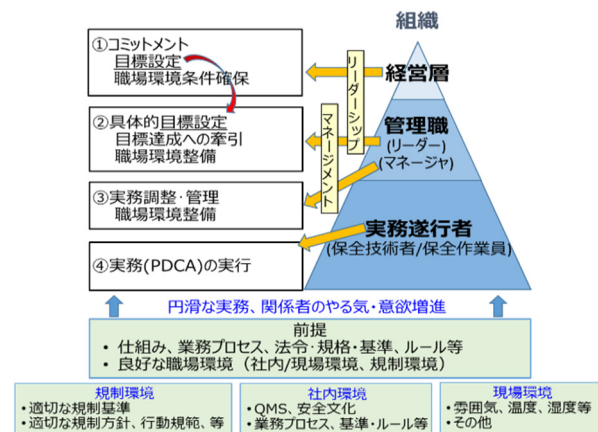 組織
①コミットメント
目標設定
職場環境条件確保
②具体的目標設定
目標達成への牽引
職場環境整備
③実務調整・管理
職場環境整備
④実務(PDCA)の実行
リーダーシップ
マネージメント
経営層
管理職
(リーダー)
(マネージャ)
実務遂行者
(保全技術者/保全作業員)
円滑な実務、関係者のやる気・意欲増進
前提
• 仕組み、業務プロセス、法令・規格・基準、ルール等
• 良好な職場環境（社内/現場環境、規制環境）
規制環境
•適切な規制基準
•適切な規制方針、行動規範、等
社内環境
•QMS、安全文化
•業務プロセス、基準・ルール等
現場環境
•雰囲気、温度、湿度等
•その他